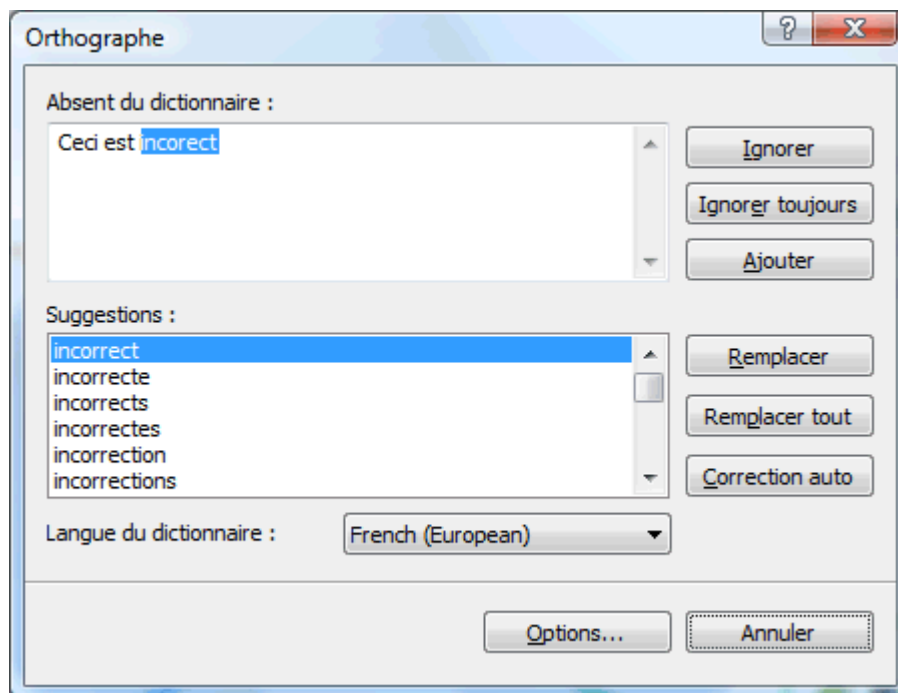 Orthographe
Absent du dictionnaire :
Ceci est incorect
Ignorer
Ignorer toujours
Ajouter
Suggestions :
incorrect
incorrecte
incorrects
incorrectes
incorrection
incorrections
Remplacer
Remplacer tout
Correction auto
Langue du dictionnaire :
French (European)
Options...
Annuler